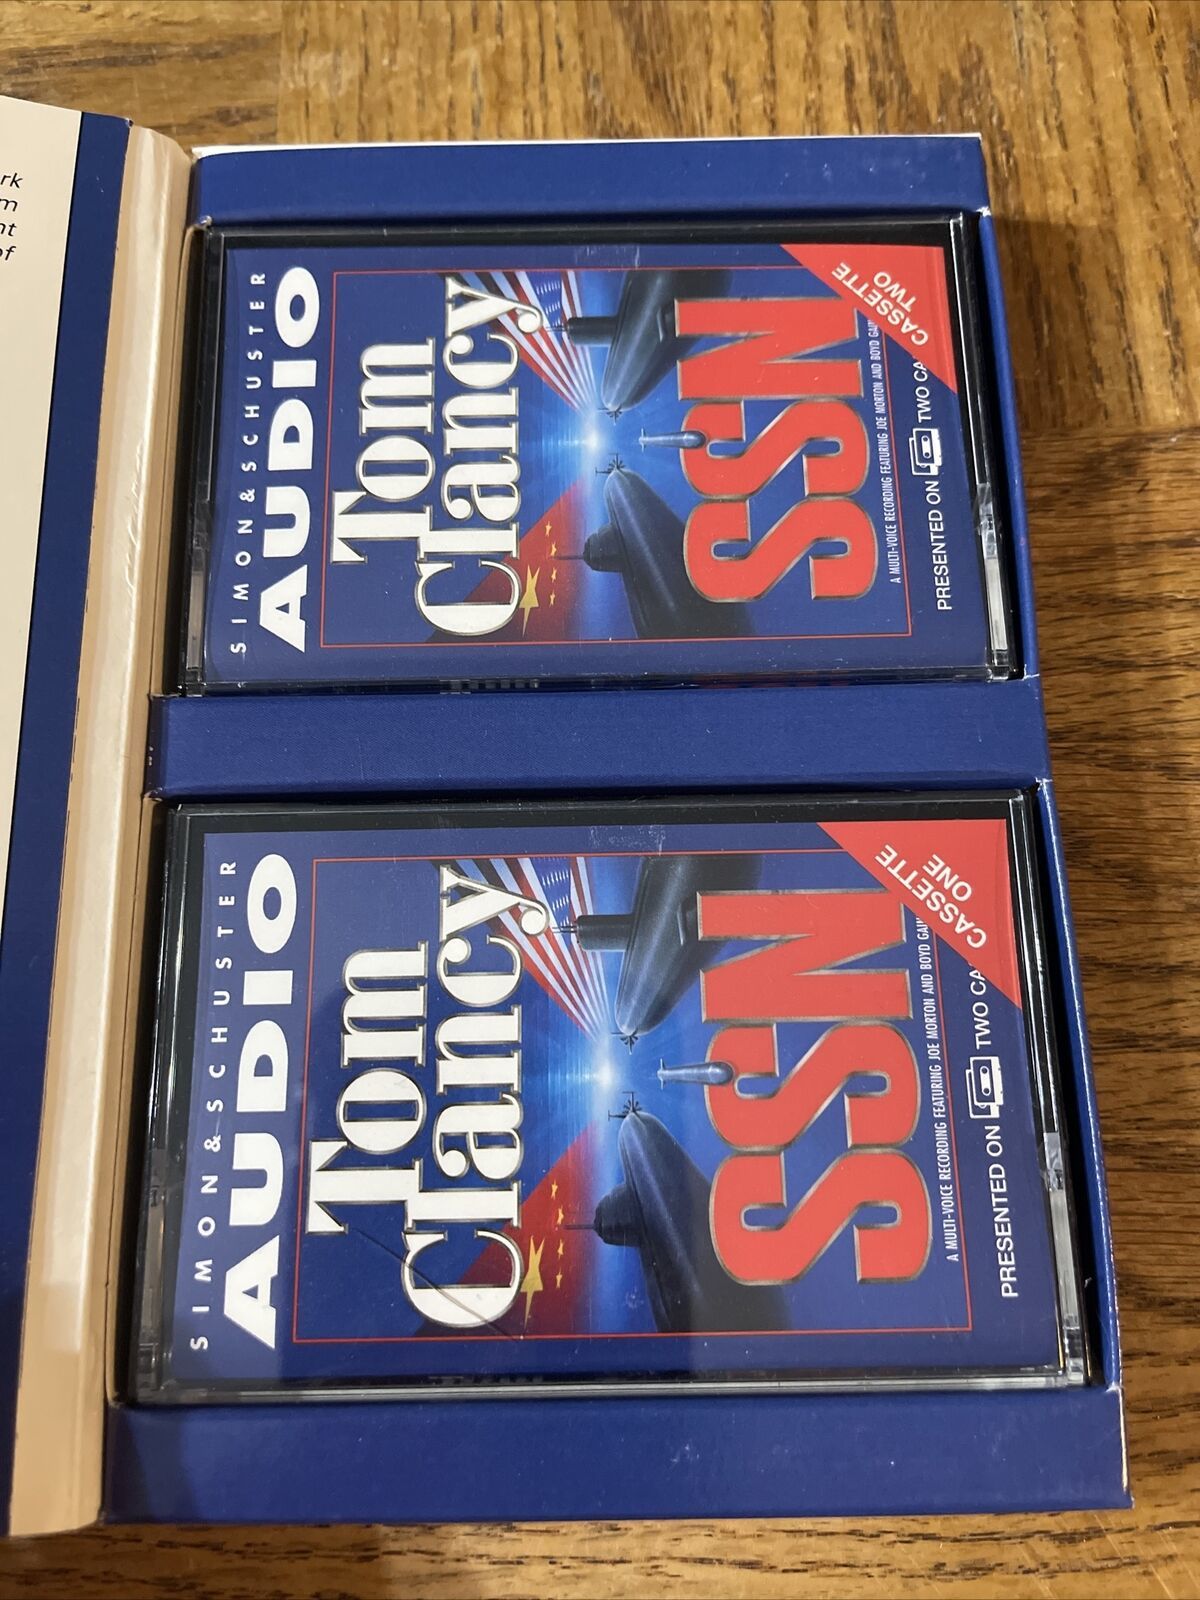 rk
m
nt
of
SIMON & SCHUSTER
AUDIO
Tom
Clancy
SSN
A MULTI-VOICE RECORDING FEATURING JOE MORTON AND BOYD GAI
PRESENTED ON TWO CA
CASSETTE
TWO
SIMON & SCHUSTER
AUDIO
Tom
Clancy
SSN
A MULTI-VOICE RECORDING FEATURING JOE MORTON AND BOYD GAI
PRESENTED ON TWO CA
CASSETTE
ONE